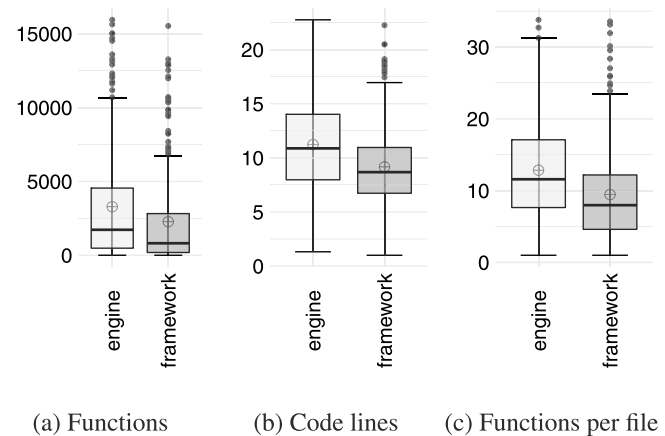 15000
10000
5000
0
engine
framework
20
15
10
5
0
engine
framework
30
20
10
0
engine
framework
(a) Functions
(b) Code lines
(c) Functions per file